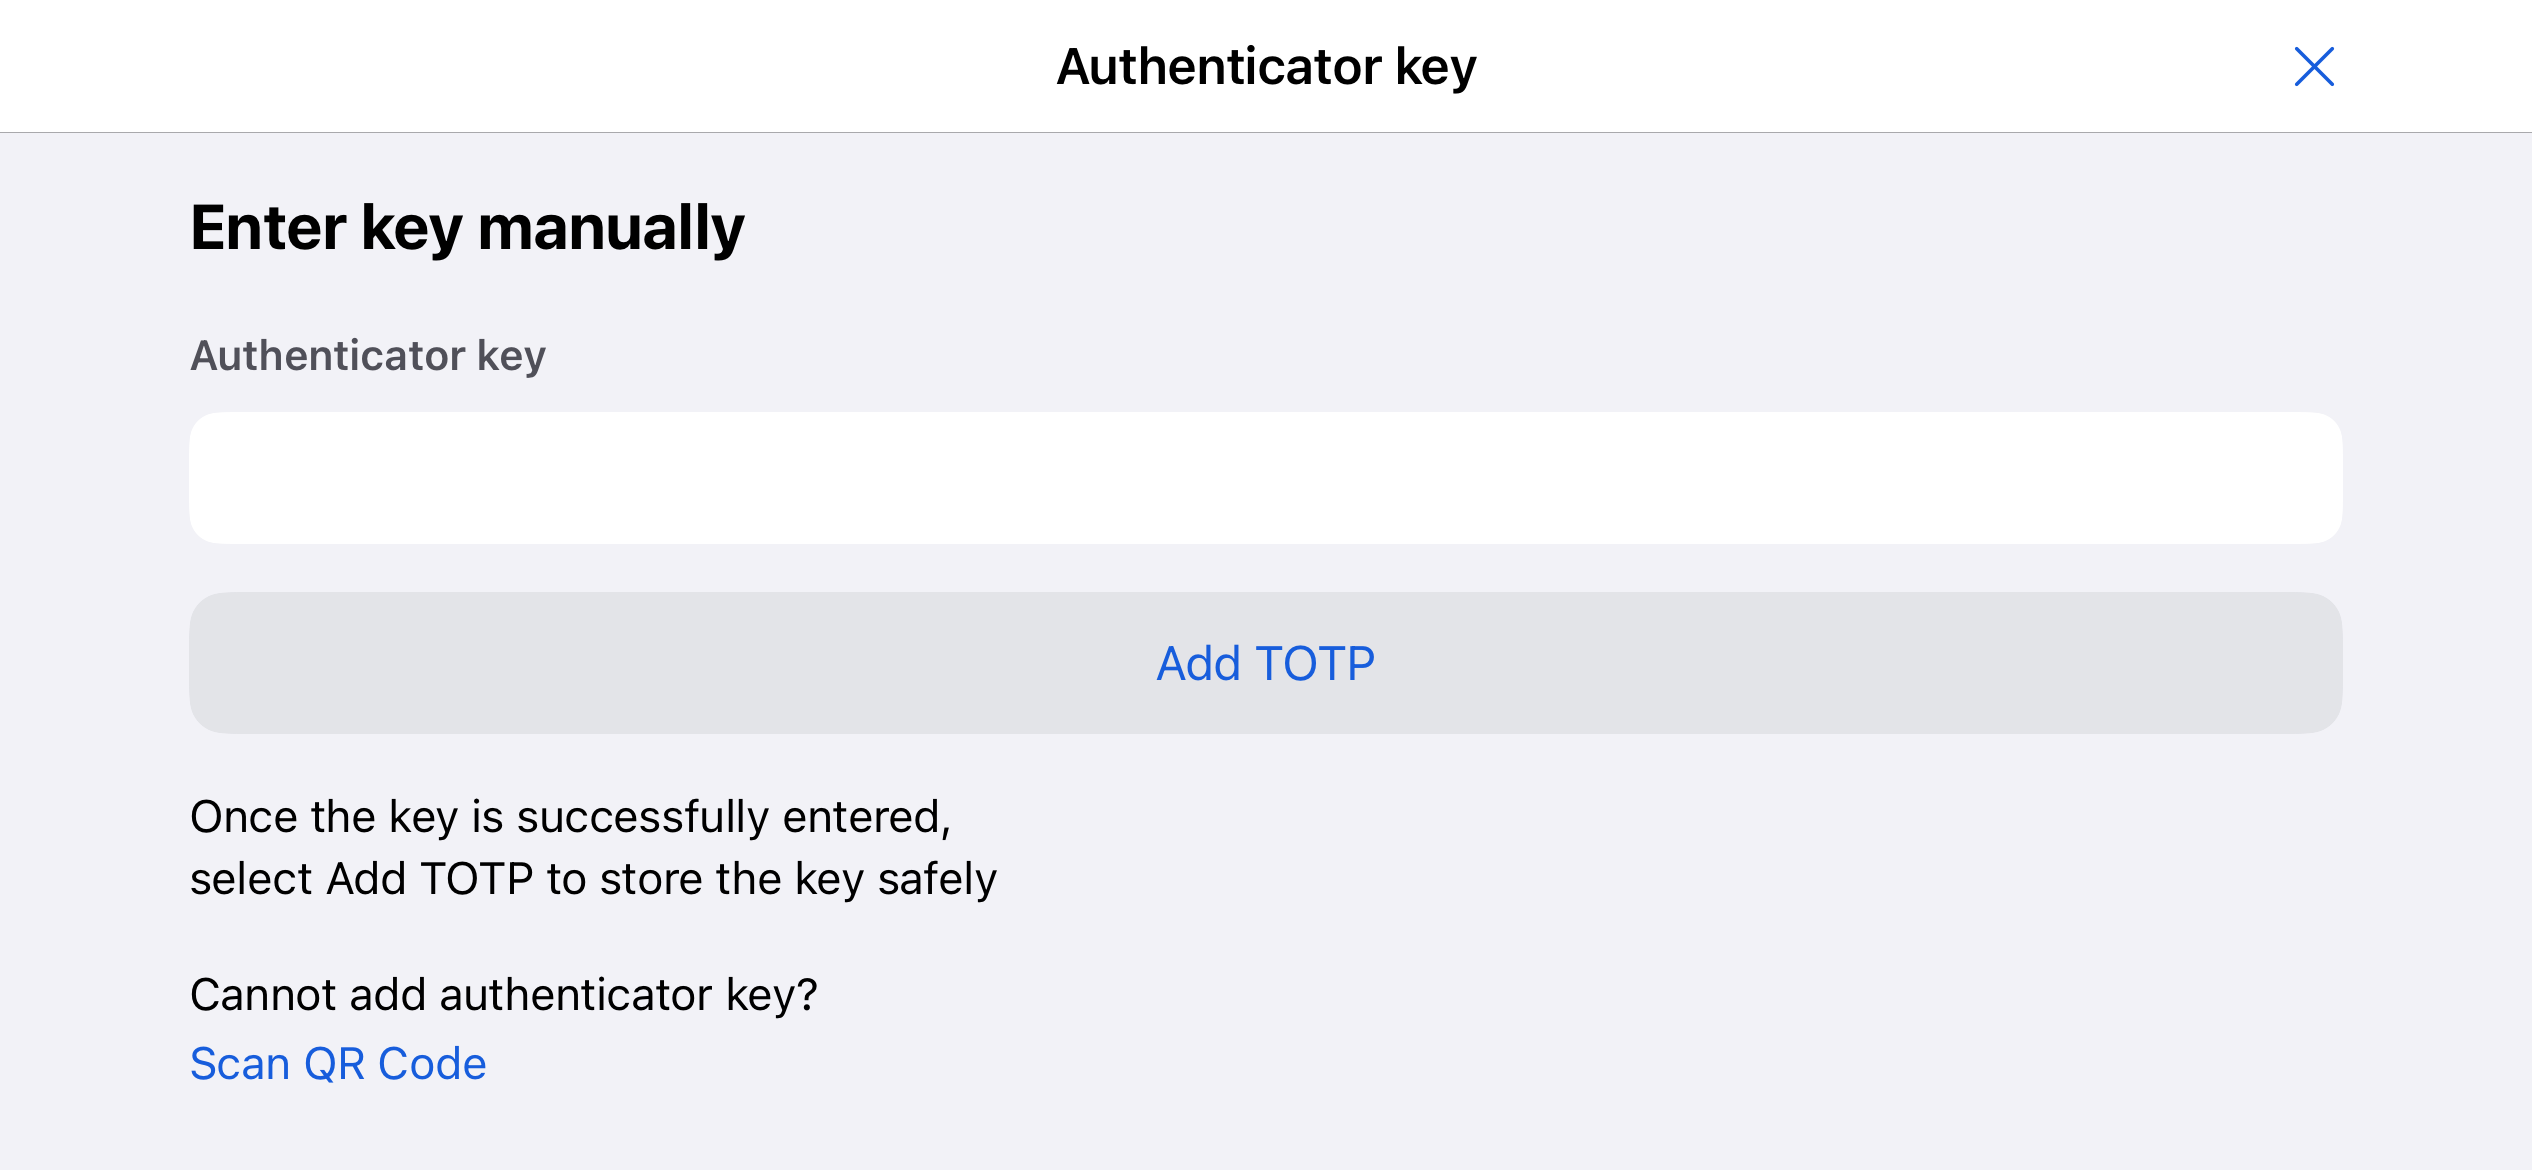 Authenticator key
Enter key manually
Authenticator key
Add TOTP
Once the key is successfully entered,
select Add TOTP to store the key safely
Cannot add authenticator key?
Scan QR Code